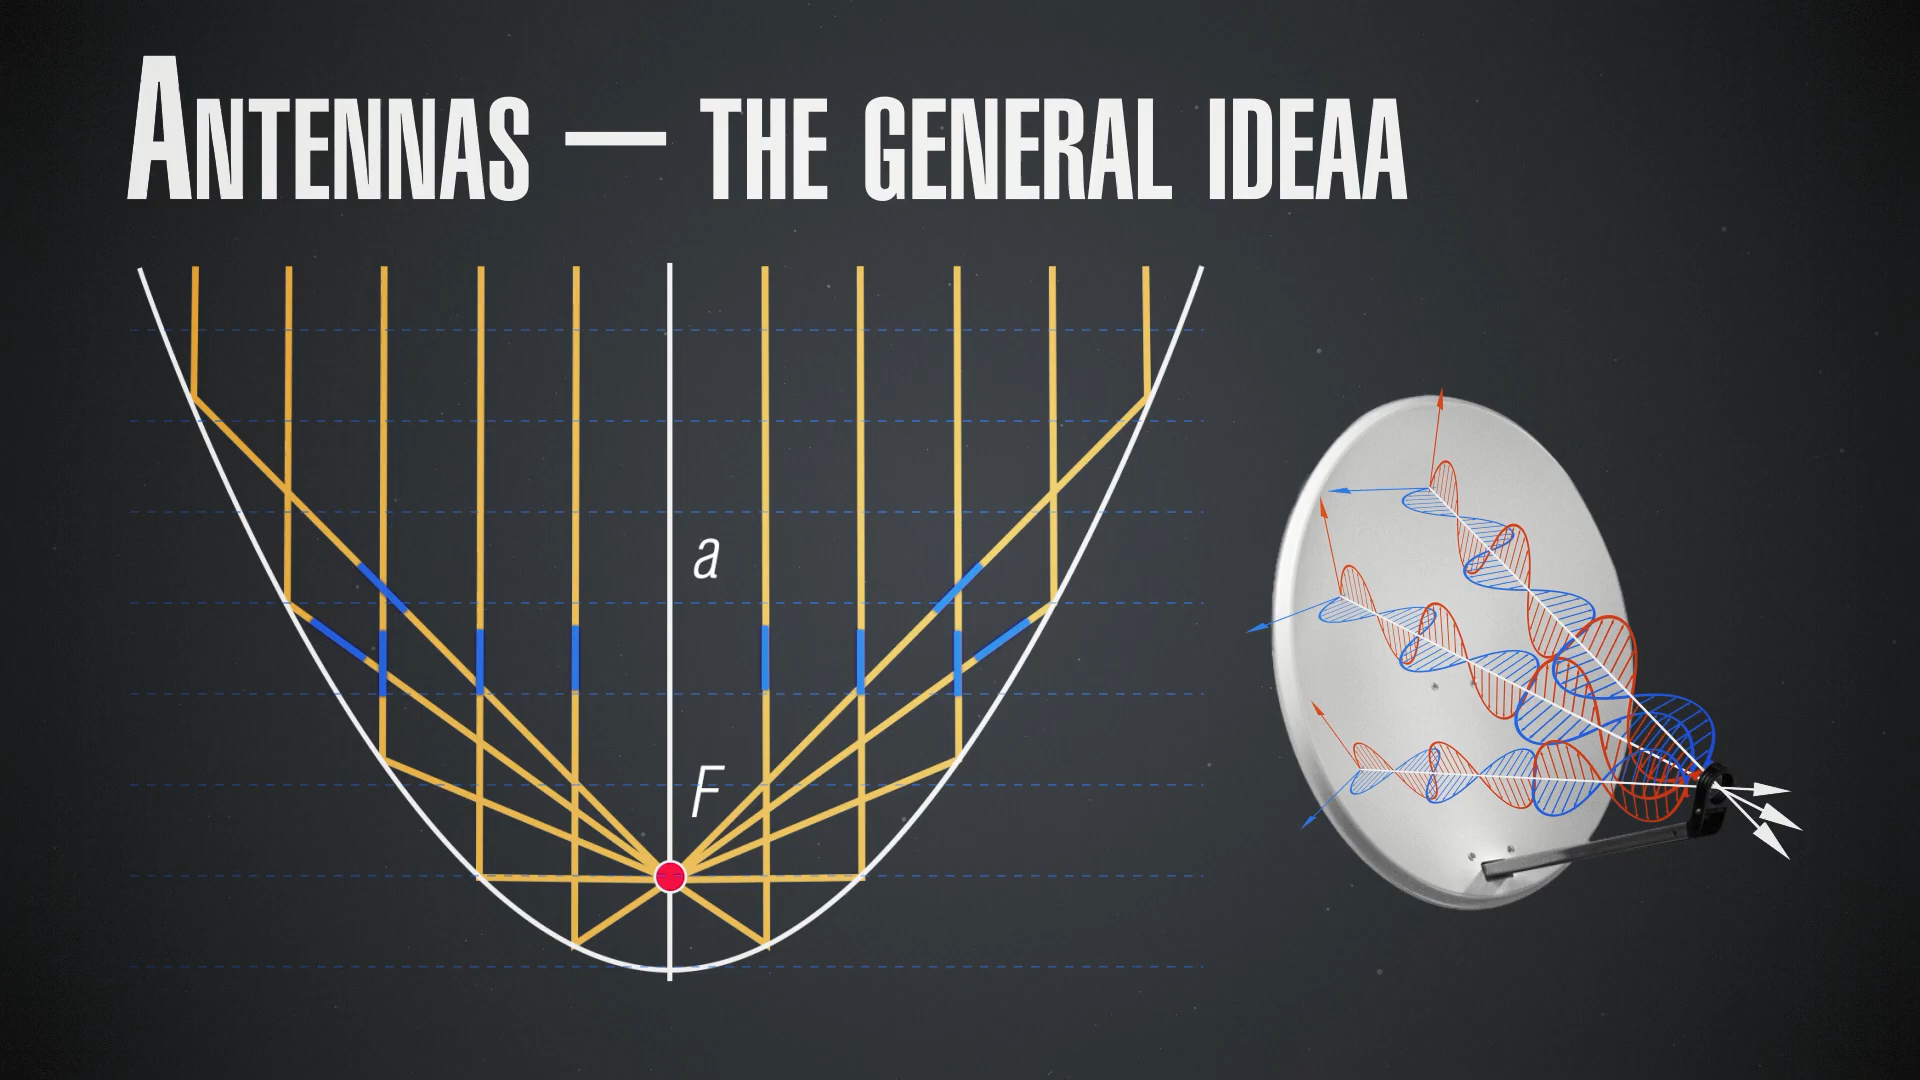 Antennas — the general ideaa
a
F